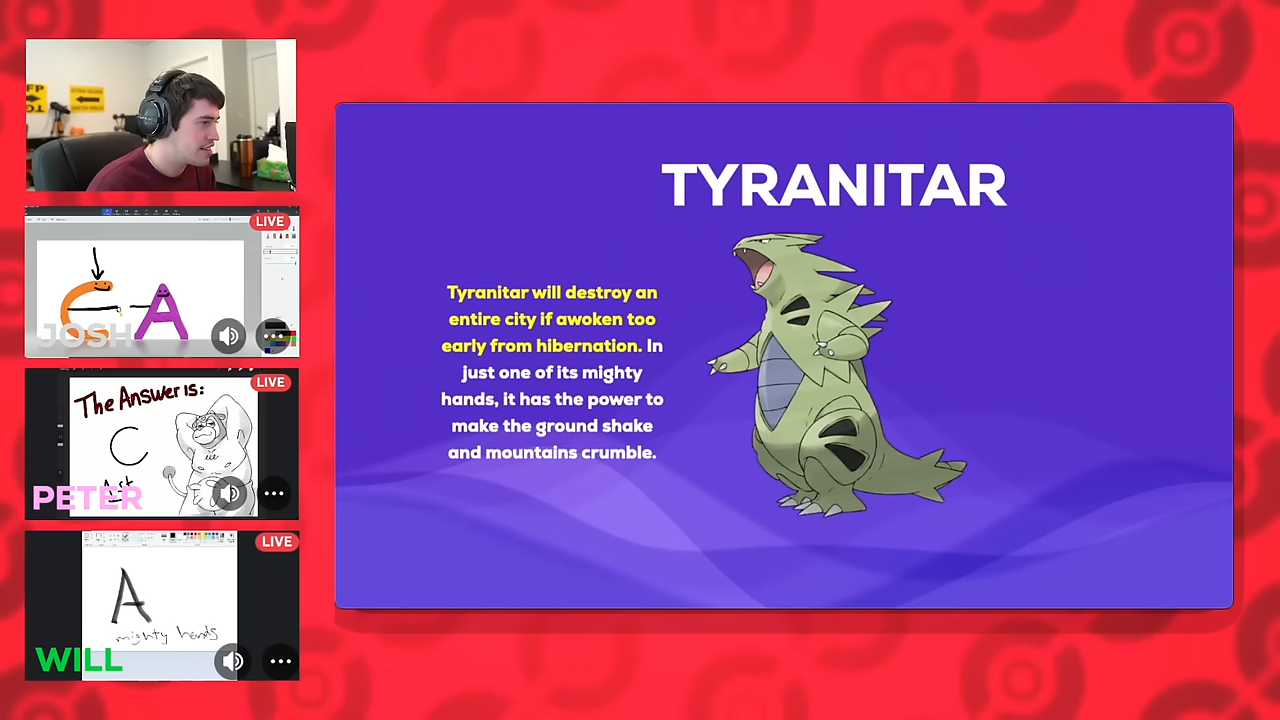 LIVE
C-A
JOSH
LIVE
The Answer is:
C
1st
PETER
LIVE
A
mighty hands
WILL
TYRANITAR
Tyranitar will destroy an
entire city if awoken too
early from hibernation. In
just one of its mighty
hands, it has the power to
make the ground shake
and mountains crumble.